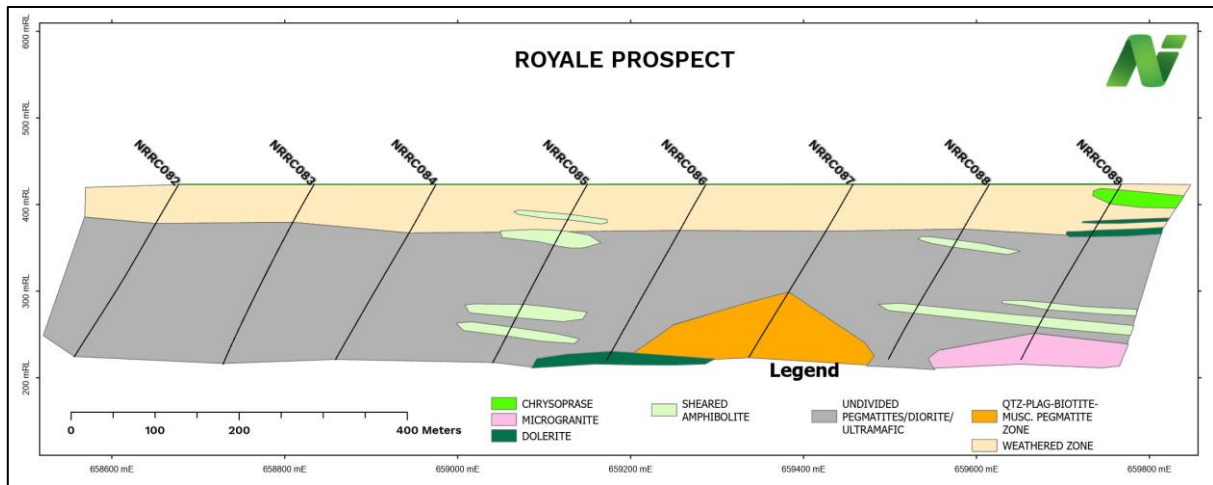 ROYALE PROSPECT
600 mRL
500 mRL
400 mRL
300 mRL
200 mRL
NRRC082
NRRC083
NRRC084
NRRC085
NRRC086
NRRC087
NRRC088
NRRC089
Legend
CHRYSOPRASE
MICROGRANITE
DOLERITE
SHEARED
AMPHIBOLITE
UNDIVIDED
PEGMATITES/DIORITE/
ULTRAMAFIC
QTZ-PLAG-BIOTITE-
MUSC. PEGMATITE
ZONE
WEATHERED ZONE
0 100 200 400 Meters
658600 mE 658800 mE 659000 mE 659200 mE 659400 mE 659600 mE 659800 mE